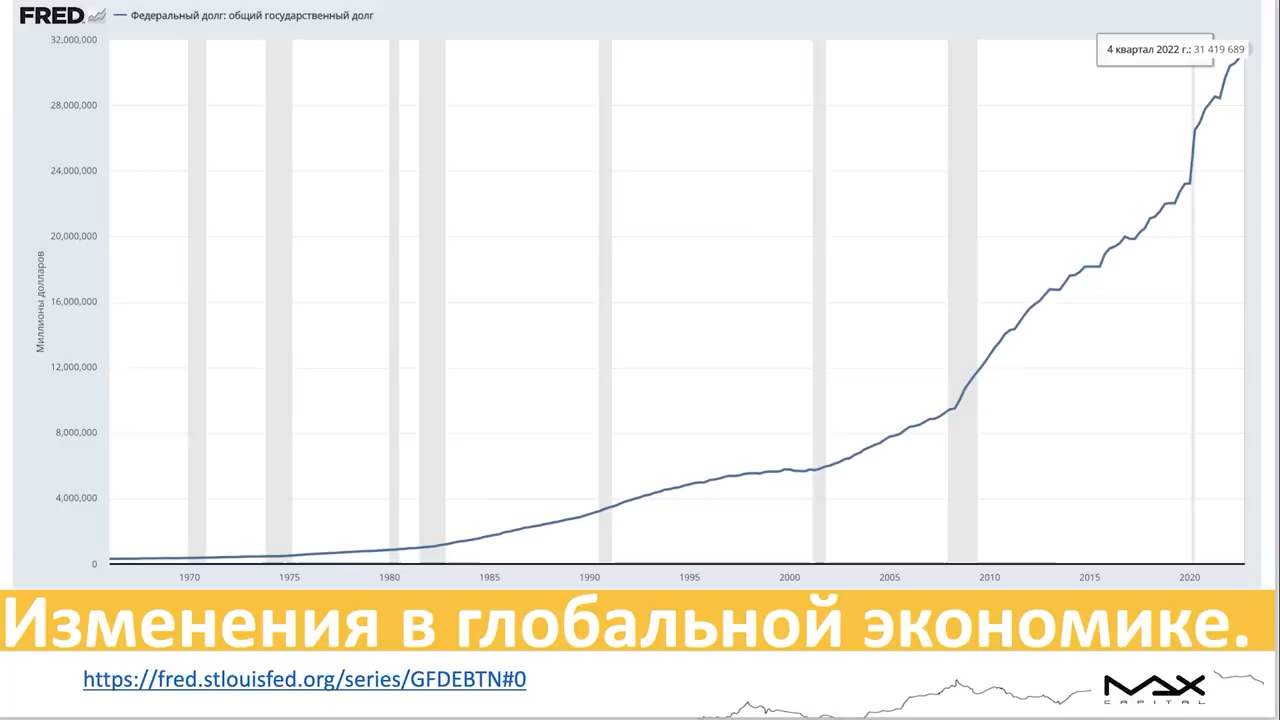 FRED — Федеральный долг: общий государственный долг
32,000,000
4 квартал 2022 г.: 31 419 689
28,000,000
24,000,000
20,000,000
16,000,000
12,000,000
8,000,000
4,000,000
0
Миллионы долларов
1970 1975 1980 1985 1990 1995 2000 2005 2010 2015 2020
Изменения в глобальной экономике.
https://fred.stlouisfed.org/series/GFDEBTN#0
MAX
CAPITAL